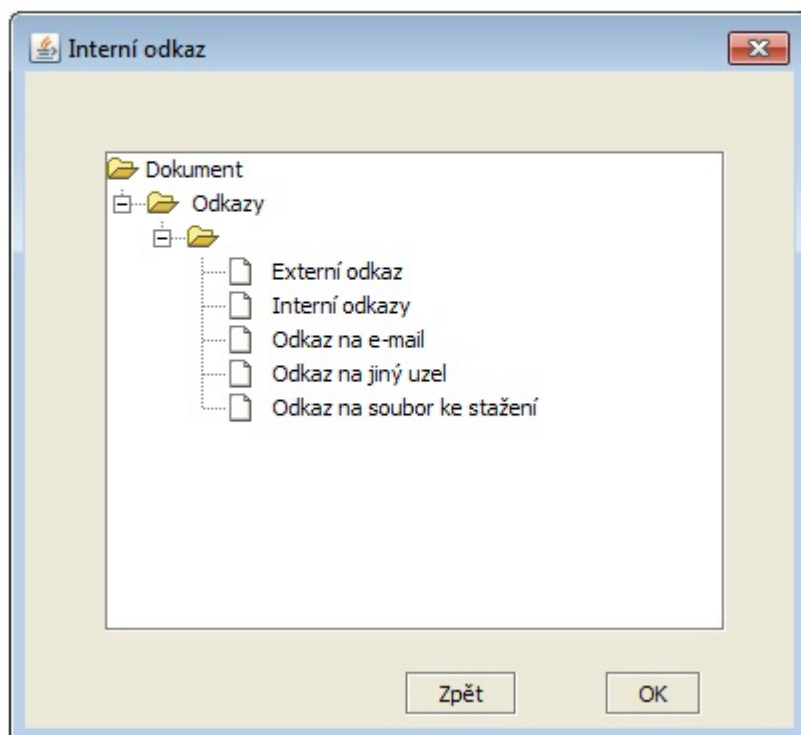 Interní odkaz
Dokument
Odkazy
Externí odkaz
Interní odkazy
Odkaz na e-mail
Odkaz na jiný uzel
Odkaz na soubor ke stažení
Zpět OK